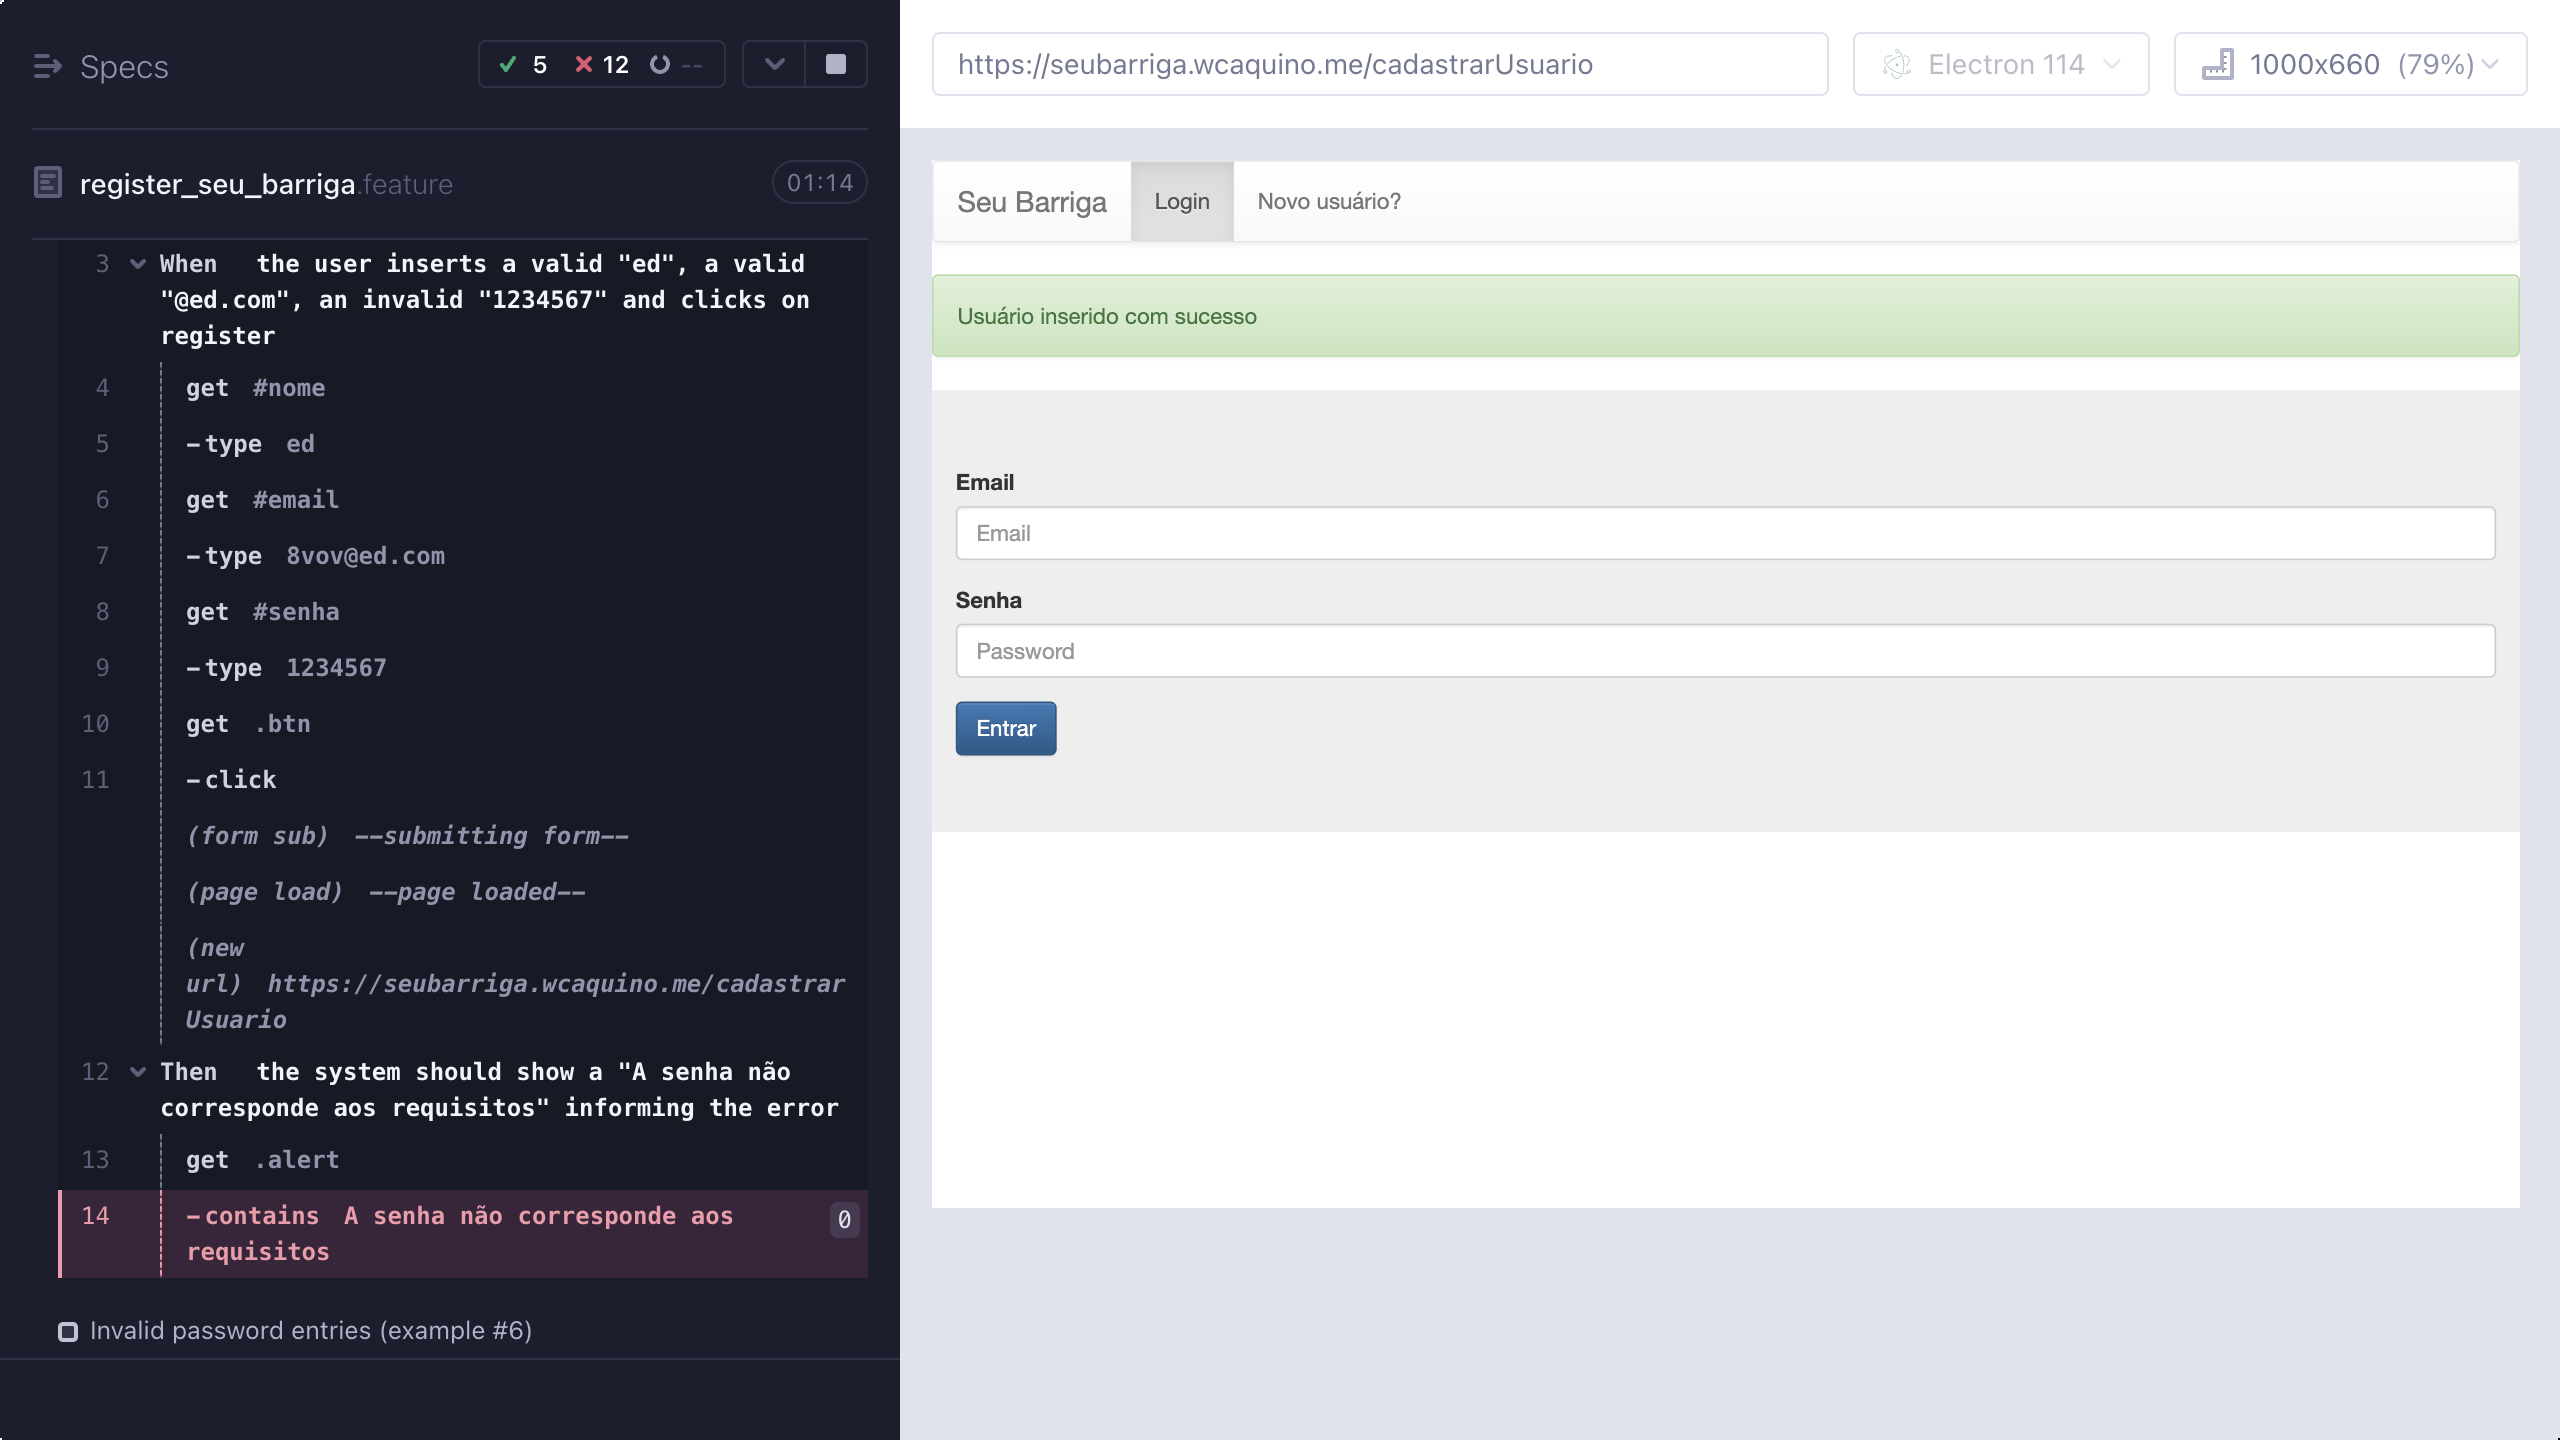 Specs
5 12 --
register_seu_barriga.feature 01:14
3 When the user inserts a valid "ed", a valid
"@ed.com", an invalid "1234567" and clicks on
register
4 get #nome
5 -type ed
6 get #email
7 -type 8vov@ed.com
8 get #senha
9 -type 1234567
10 get .btn
11 -click
(form sub) --submitting form--
(page load) --page loaded--
(new
url) https://seubarriga.wcaquino.me/cadastrar
Usuario
12 Then the system should show a "A senha não
corresponde aos requisitos" informing the error
13 get .alert
14 -contains A senha não corresponde aos 0
requisitos
Invalid password entries (example #6)
https://seubarriga.wcaquino.me/cadastrarUsuario
Electron 114
1000x660 (79%)
Seu Barriga Login Novo usuário?
Usuário inserido com sucesso
Email
Email
Senha
Password
Entrar